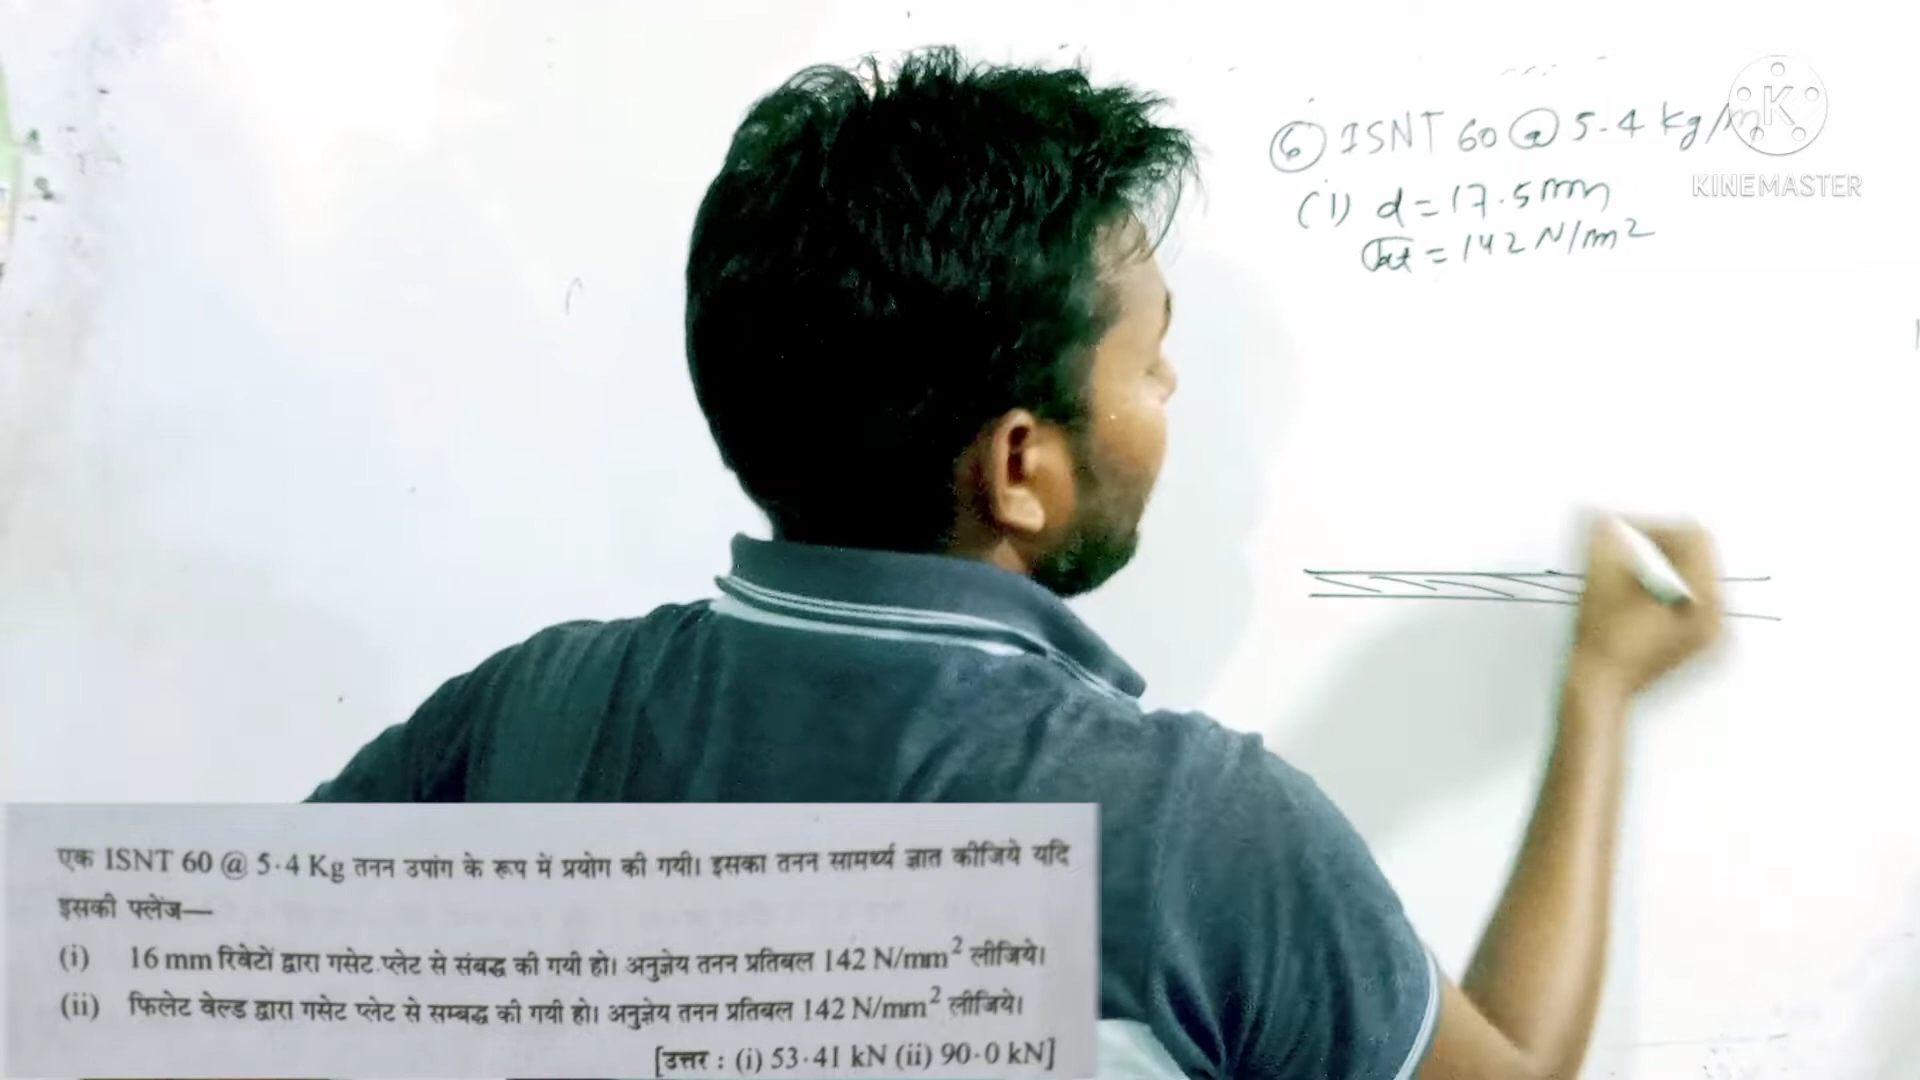 6 ISNT 60 @ 5.4 kg/m
(i) d = 17.5 mm
σat = 142 N/m²
KINEMASTER
एक ISNT 60 @ 5·4 Kg तनन उपांग के रूप में प्रयोग की गयी। इसका तनन सामर्थ्य ज्ञात कीजिये यदि
इसकी फ्लेंज—
(i) 16 mm रिवेटों द्वारा गसेट प्लेट से संबद्ध की गयी हो। अनुज्ञेय तनन प्रतिबल 142 N/mm² लीजिये।
(ii) फिलेट वेल्ड द्वारा गसेट प्लेट से सम्बद्ध की गयी हो। अनुज्ञेय तनन प्रतिबल 142 N/mm² लीजिये।
[उत्तर : (i) 53·41 kN (ii) 90·0 kN]